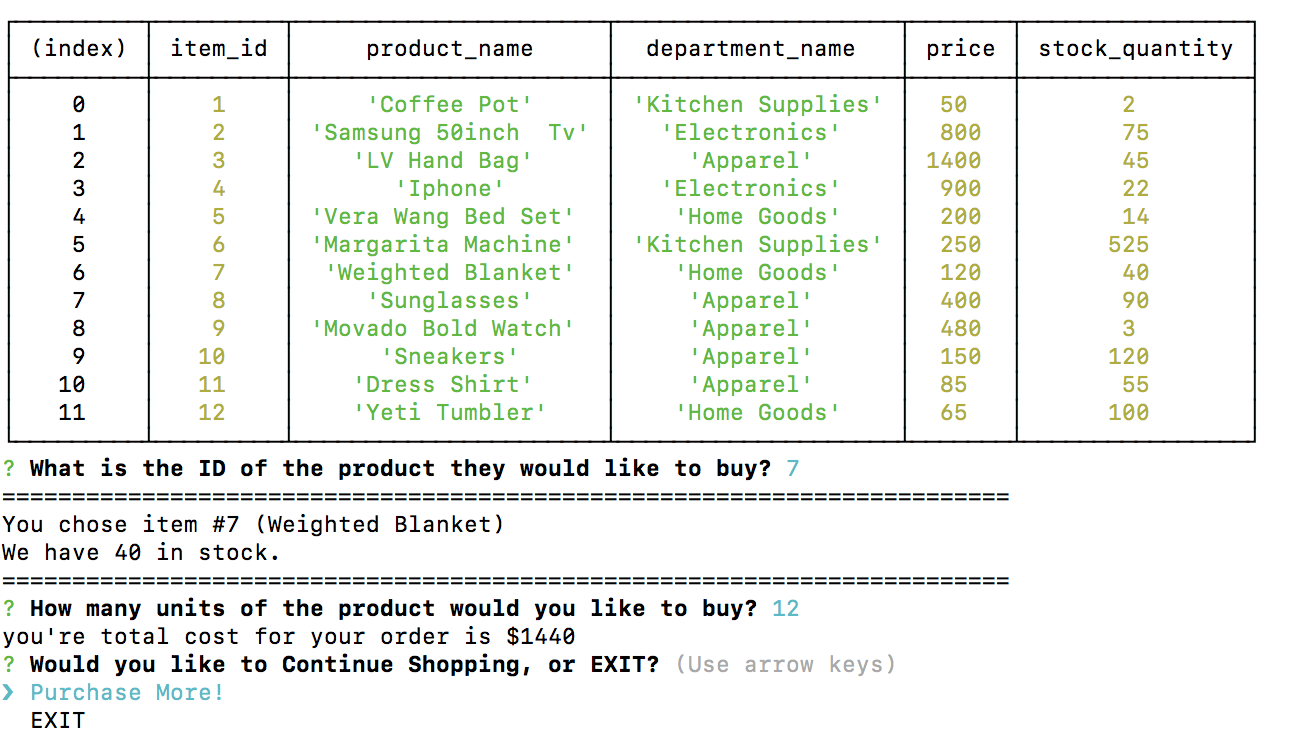 (index) item_id product_name department_name price stock_quantity
0 1 'Coffee Pot' 'Kitchen Supplies' 50 2
1 2 'Samsung 50inch  Tv' 'Electronics' 800 75
2 3 'LV Hand Bag' 'Apparel' 1400 45
3 4 'Iphone' 'Electronics' 900 22
4 5 'Vera Wang Bed Set' 'Home Goods' 200 14
5 6 'Margarita Machine' 'Kitchen Supplies' 250 525
6 7 'Weighted Blanket' 'Home Goods' 120 40
7 8 'Sunglasses' 'Apparel' 400 90
8 9 'Movado Bold Watch' 'Apparel' 480 3
9 10 'Sneakers' 'Apparel' 150 120
10 11 'Dress Shirt' 'Apparel' 85 55
11 12 'Yeti Tumbler' 'Home Goods' 65 100
? What is the ID of the product they would like to buy? 7
========================================================================
You chose item #7 (Weighted Blanket)
We have 40 in stock.
========================================================================
? How many units of the product would you like to buy? 12
you're total cost for your order is $1440
? Would you like to Continue Shopping, or EXIT? (Use arrow keys)
❯ Purchase More!
EXIT